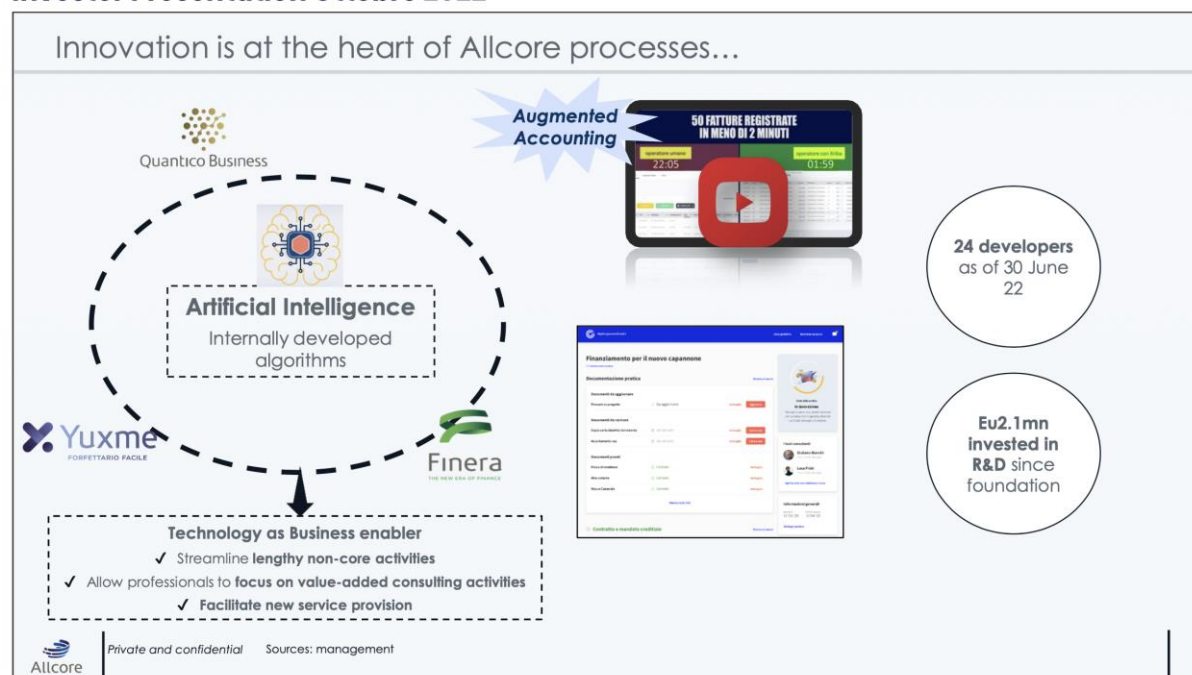 Innovation is at the heart of Allcore processes…
Quantico Business
Augmented
Accounting
50 FATTURE REGISTRATE
IN MENO DI 2 MINUTI
operatore umano
22:05
01:59
Artificial Intelligence
Internally developed
algorithms
24 developers
as of 30 June
22
Yuxme
FORFETTARIO FACILE
Finera
THE NEW ERA OF FINANCE
Finanziamento per il nuovo capannone
Documentazione pratica
Eu2.1mn
invested in
R&D since
foundation
Technology as Business enabler
✓ Streamline lengthy non-core activities
✓ Allow professionals to focus on value-added consulting activities
✓ Facilitate new service provision
Contratto e mandato creditizio
Allcore
Private and confidential
Sources: management